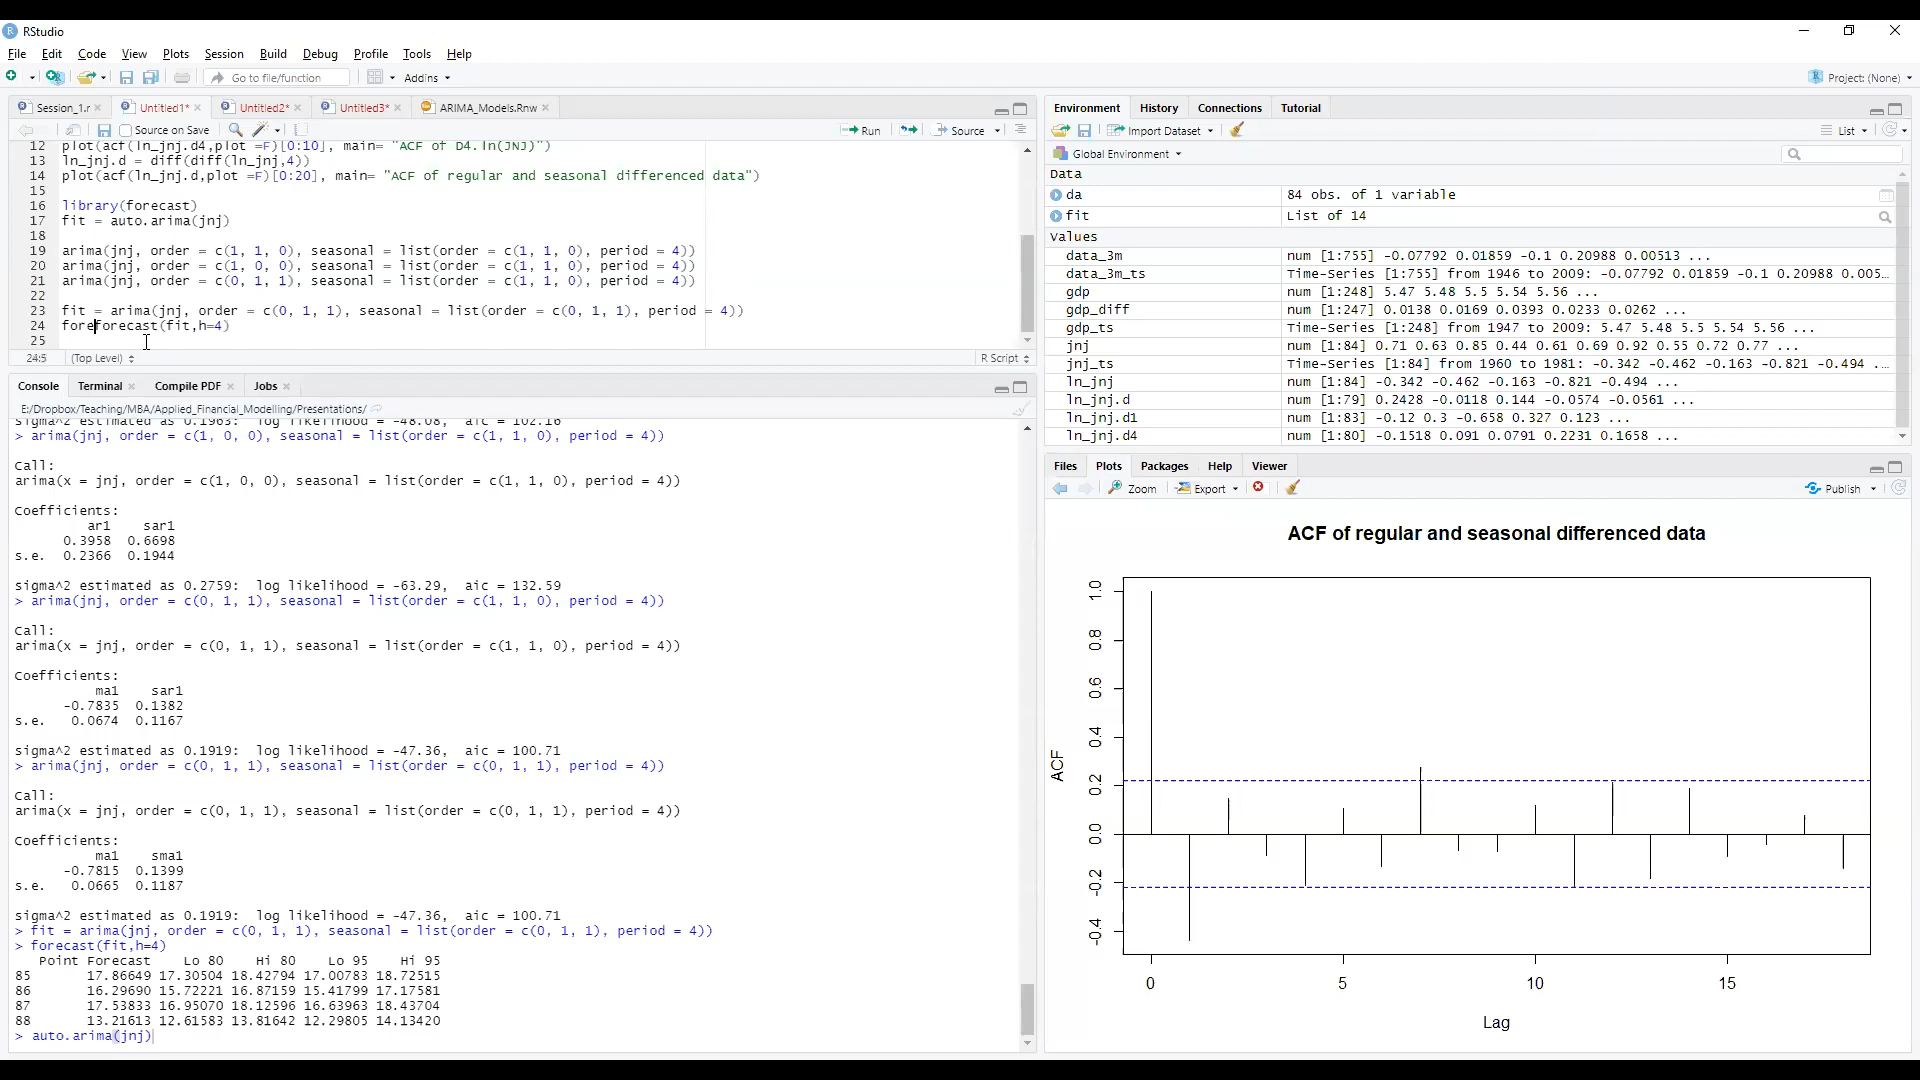 RStudio
File Edit Code View Plots Session Build Debug Profile Tools Help
Go to file/function Addins Project: (None)
Session_1.r Untitled1* Untitled2* Untitled3* ARIMA_Models.Rnw
Source on Save Run Source
12 plot(acf(ln_jnj.d4,plot =F)[0:10], main= "ACF of D4.ln(JNJ)")
13 ln_jnj.d = diff(diff(ln_jnj,4))
14 plot(acf(ln_jnj.d,plot =F)[0:20], main= "ACF of regular and seasonal differenced data")
15
16 library(forecast)
17 fit = auto.arima(jnj)
18
19 arima(jnj, order = c(1, 1, 0), seasonal = list(order = c(1, 1, 0), period = 4))
20 arima(jnj, order = c(1, 0, 0), seasonal = list(order = c(1, 1, 0), period = 4))
21 arima(jnj, order = c(0, 1, 1), seasonal = list(order = c(1, 1, 0), period = 4))
22
23 fit = arima(jnj, order = c(0, 1, 1), seasonal = list(order = c(0, 1, 1), period = 4))
24 foreforecast(fit,h=4)
25
24:5 (Top Level) R Script
Console Terminal Compile PDF Jobs
E:/Dropbox/Teaching/MBA/Applied_Financial_Modelling/Presentations/
sigma^2 estimated as 0.1963: log likelihood = -48.08, aic = 102.16
> arima(jnj, order = c(1, 0, 0), seasonal = list(order = c(1, 1, 0), period = 4))
Call:
arima(x = jnj, order = c(1, 0, 0), seasonal = list(order = c(1, 1, 0), period = 4))
Coefficients:
ar1 sar1
0.3958 0.6698
s.e. 0.2366 0.1944
sigma^2 estimated as 0.2759: log likelihood = -63.29, aic = 132.59
> arima(jnj, order = c(0, 1, 1), seasonal = list(order = c(1, 1, 0), period = 4))
Call:
arima(x = jnj, order = c(0, 1, 1), seasonal = list(order = c(1, 1, 0), period = 4))
Coefficients:
ma1 sar1
-0.7835 0.1382
s.e. 0.0674 0.1167
sigma^2 estimated as 0.1919: log likelihood = -47.36, aic = 100.71
> arima(jnj, order = c(0, 1, 1), seasonal = list(order = c(0, 1, 1), period = 4))
Call:
arima(x = jnj, order = c(0, 1, 1), seasonal = list(order = c(0, 1, 1), period = 4))
Coefficients:
ma1 sma1
-0.7815 0.1399
s.e. 0.0665 0.1187
sigma^2 estimated as 0.1919: log likelihood = -47.36, aic = 100.71
> fit = arima(jnj, order = c(0, 1, 1), seasonal = list(order = c(0, 1, 1), period = 4))
> forecast(fit,h=4)
Point Forecast Lo 80 Hi 80 Lo 95 Hi 95
85 17.86649 17.30504 18.42794 17.00783 18.72515
86 16.29690 15.72221 16.87159 15.41799 17.17581
87 17.53833 16.95070 18.12596 16.63963 18.43704
88 13.21613 12.61583 13.81642 12.29805 14.13420
> auto.arima(jnj)
Environment History Connections Tutorial
Import Dataset List
Global Environment
Data
da 84 obs. of 1 variable
fit List of 14
Values
data_3m num [1:755] -0.07792 0.01859 -0.1 0.20988 0.00513 ...
data_3m_ts Time-Series [1:755] from 1946 to 2009: -0.07792 0.01859 -0.1 0.20988 0.005...
gdp num [1:248] 5.47 5.48 5.5 5.54 5.56 ...
gdp_diff num [1:247] 0.0138 0.0169 0.0393 0.0233 0.0262 ...
gdp_ts Time-Series [1:248] from 1947 to 2009: 5.47 5.48 5.5 5.54 5.56 ...
jnj num [1:84] 0.71 0.63 0.85 0.44 0.61 0.69 0.92 0.55 0.72 0.77 ...
jnj_ts Time-Series [1:84] from 1960 to 1981: -0.342 -0.462 -0.163 -0.821 -0.494 ...
ln_jnj num [1:84] -0.342 -0.462 -0.163 -0.821 -0.494 ...
ln_jnj.d num [1:79] 0.2428 -0.0118 0.144 -0.0574 -0.0561 ...
ln_jnj.d1 num [1:83] -0.12 0.3 -0.658 0.327 0.123 ...
ln_jnj.d4 num [1:80] -0.1518 0.091 0.0791 0.2231 0.1658 ...
Files Plots Packages Help Viewer
Zoom Export Publish
ACF of regular and seasonal differenced data
ACF
1.0
0.8
0.6
0.4
0.2
0.0
-0.2
-0.4
0 5 10 15
Lag